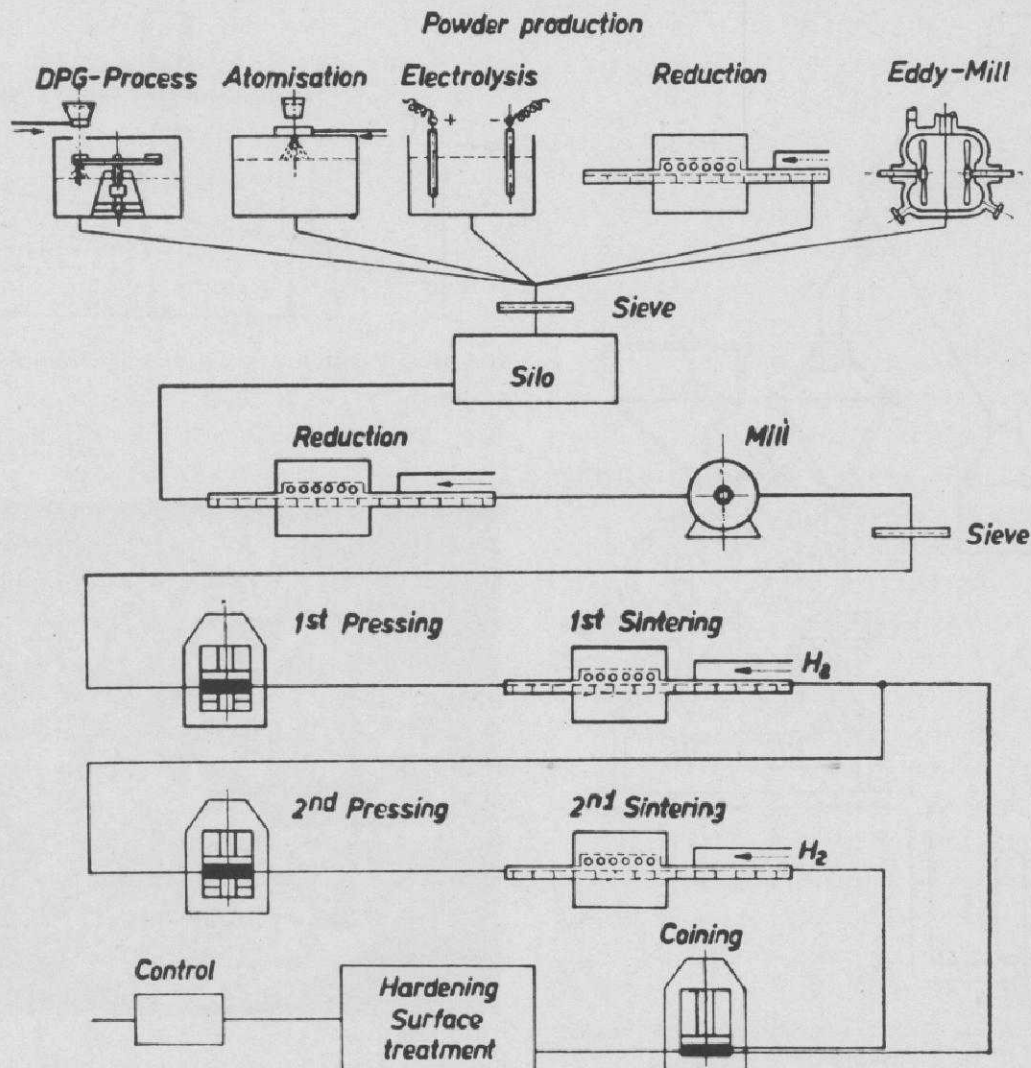 Powder production
DPG-Process Atomisation Electrolysis Reduction Eddy-Mill
+ -
Sieve
Silo
Reduction Mill
Sieve
1st Pressing 1st Sintering
H2
2nd Pressing 2nd Sintering
H2
Coining
Control
Hardening
Surface
treatment